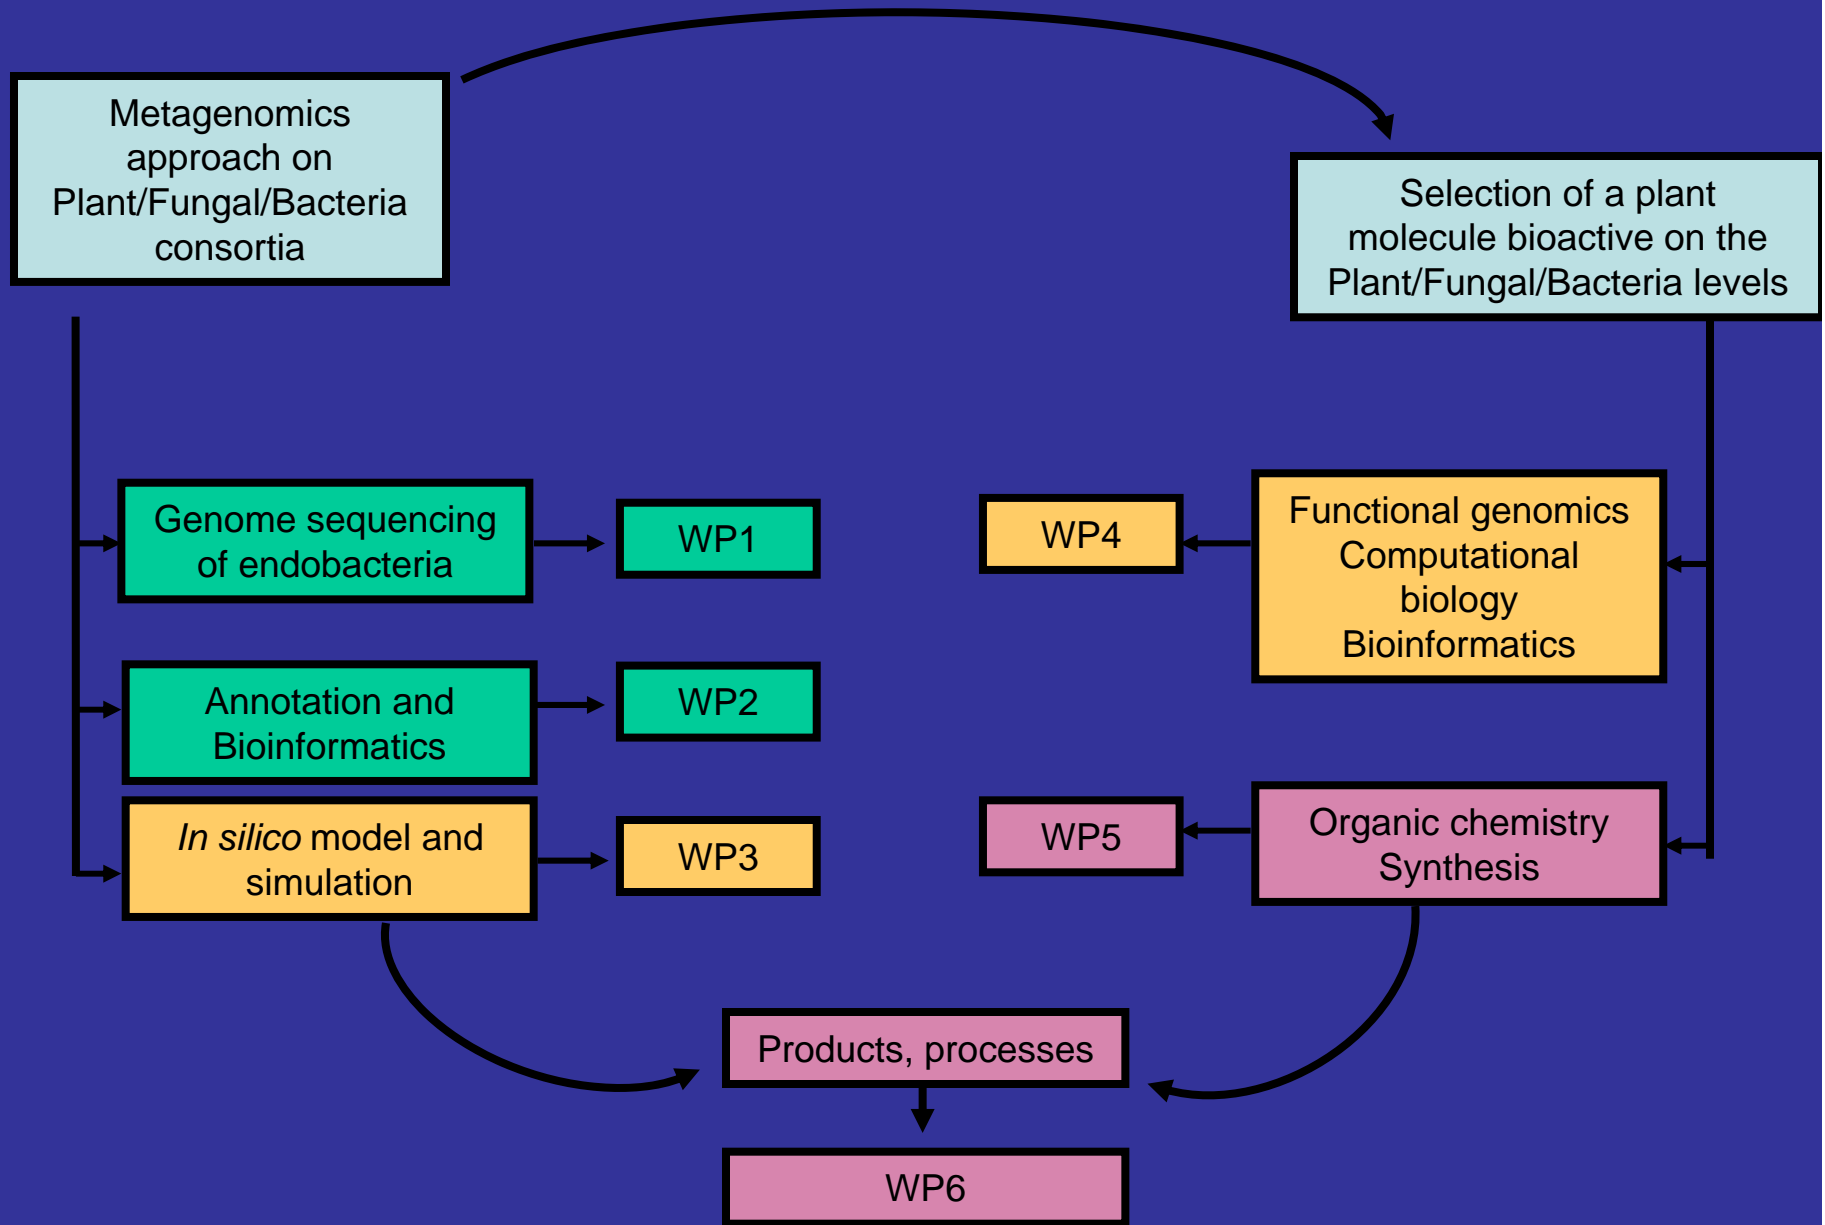 Metagenomics
approach on
Plant/Fungal/Bacteria
consortia
Selection of a plant
molecule bioactive on the
Plant/Fungal/Bacteria levels
Genome sequencing
of endobacteria
WP1
WP4
Functional genomics
Computational
biology
Bioinformatics
Annotation and
Bioinformatics
WP2
In silico model and
simulation
WP3
WP5
Organic chemistry
Synthesis
Products, processes
WP6